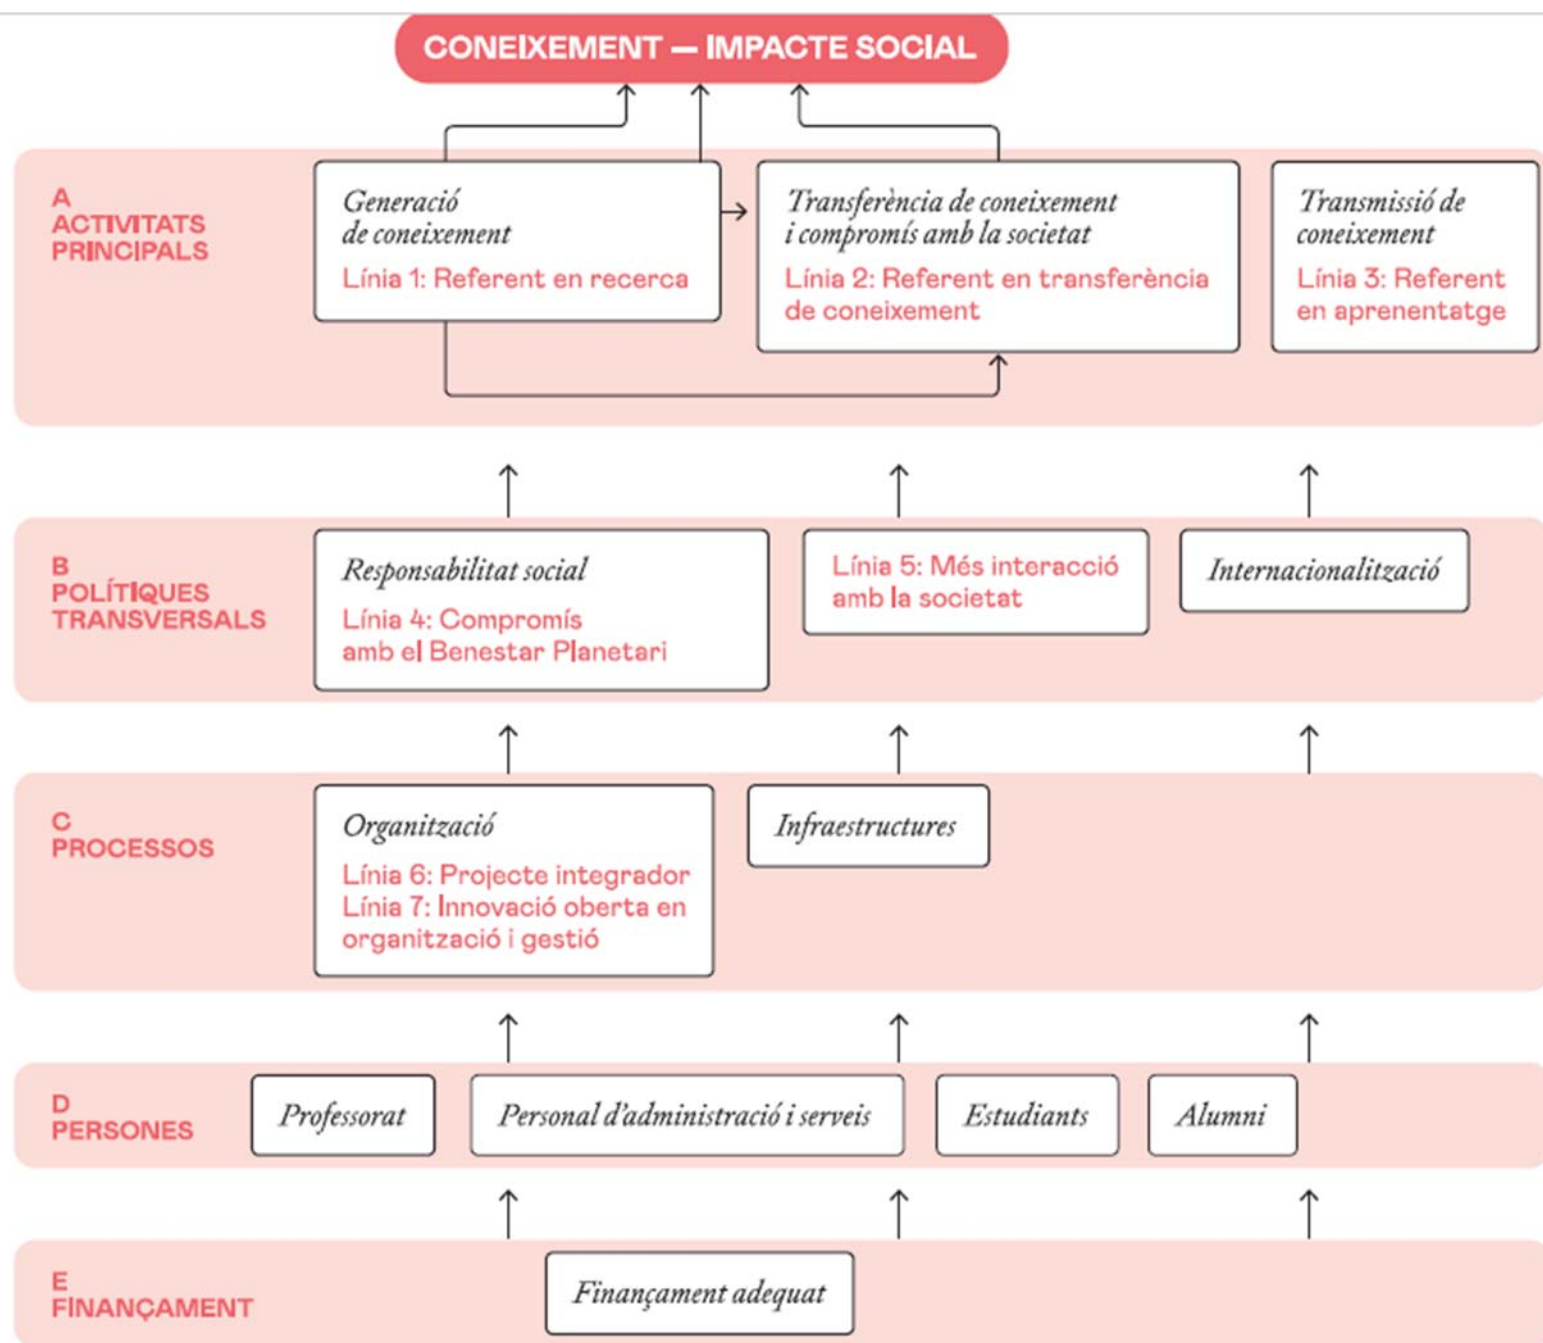 CONEIXEMENT — IMPACTE SOCIAL
A
ACTIVITATS
PRINCIPALS
Generació
de coneixement
Línia 1: Referent en recerca
Transferència de coneixement
i compromís amb la societat
Línia 2: Referent en transferència
de coneixement
Transmissió de
coneixement
Línia 3: Referent
en aprenentatge
B
POLÍTIQUES
TRANSVERSALS
Responsabilitat social
Línia 4: Compromís
amb el Benestar Planetari
Línia 5: Més interacció
amb la societat
Internacionalització
C
PROCESSOS
Organització
Línia 6: Projecte integrador
Línia 7: Innovació oberta en
organització i gestió
Infraestructures
D
PERSONES
Professorat
Personal d’administració i serveis
Estudiants
Alumni
E
FINANÇAMENT
Finançament adequat